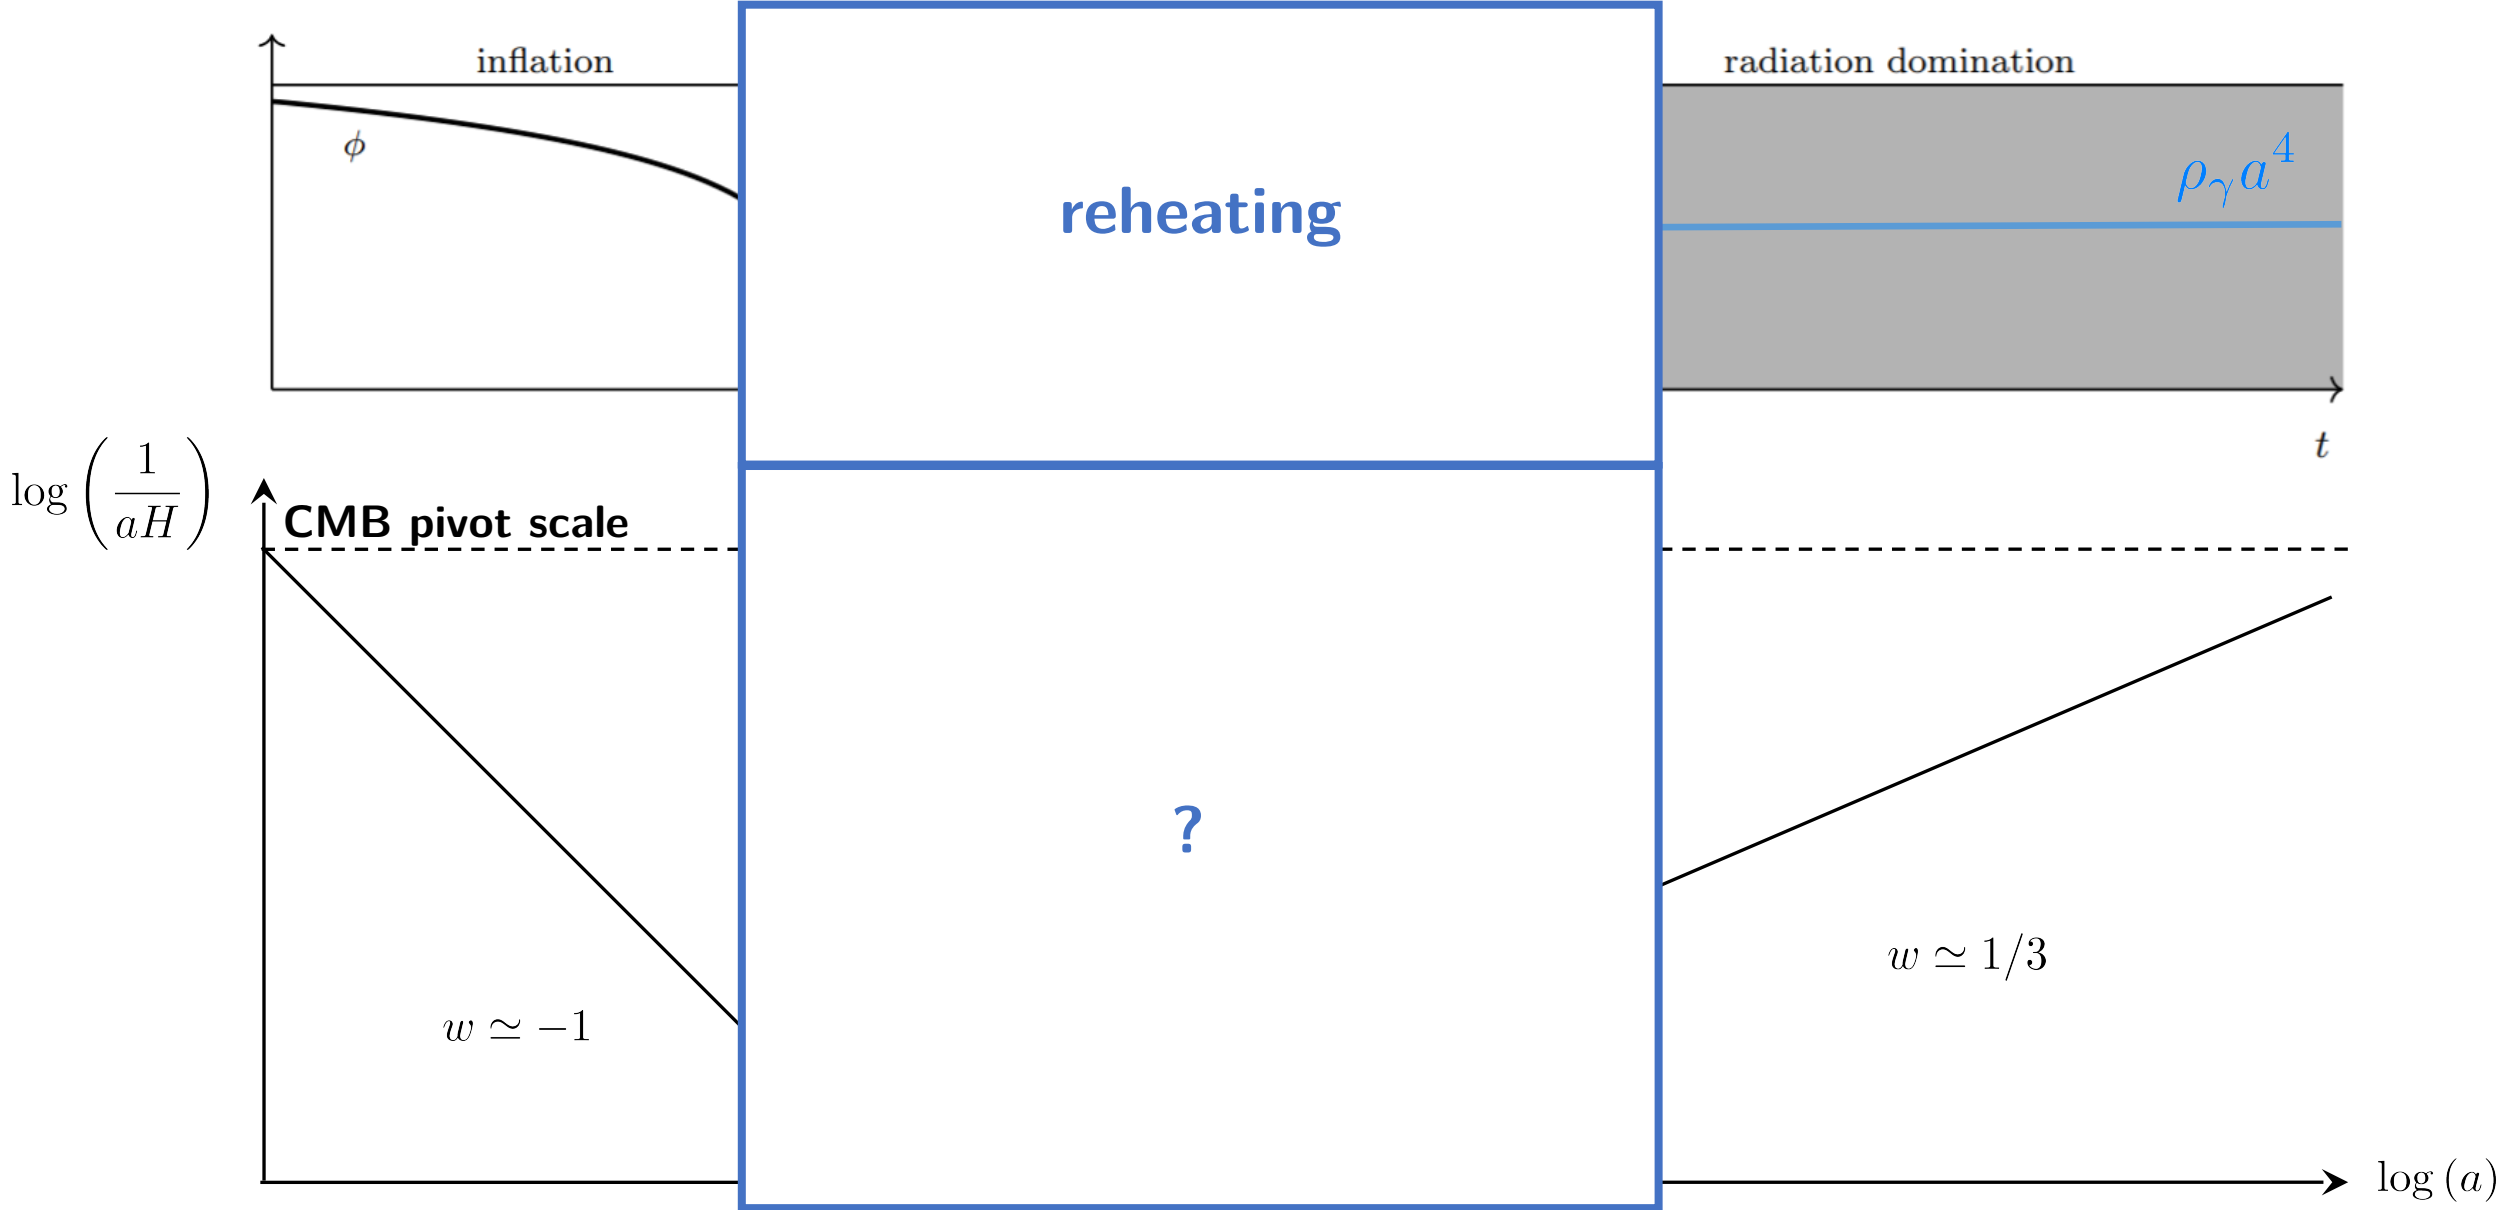 inflation
radiation domination
ϕ
reheating
ρ_γ a^4
t
log(1/(aH))
CMB pivot scale
?
w ≃ 1/3
w ≃ −1
log (a)